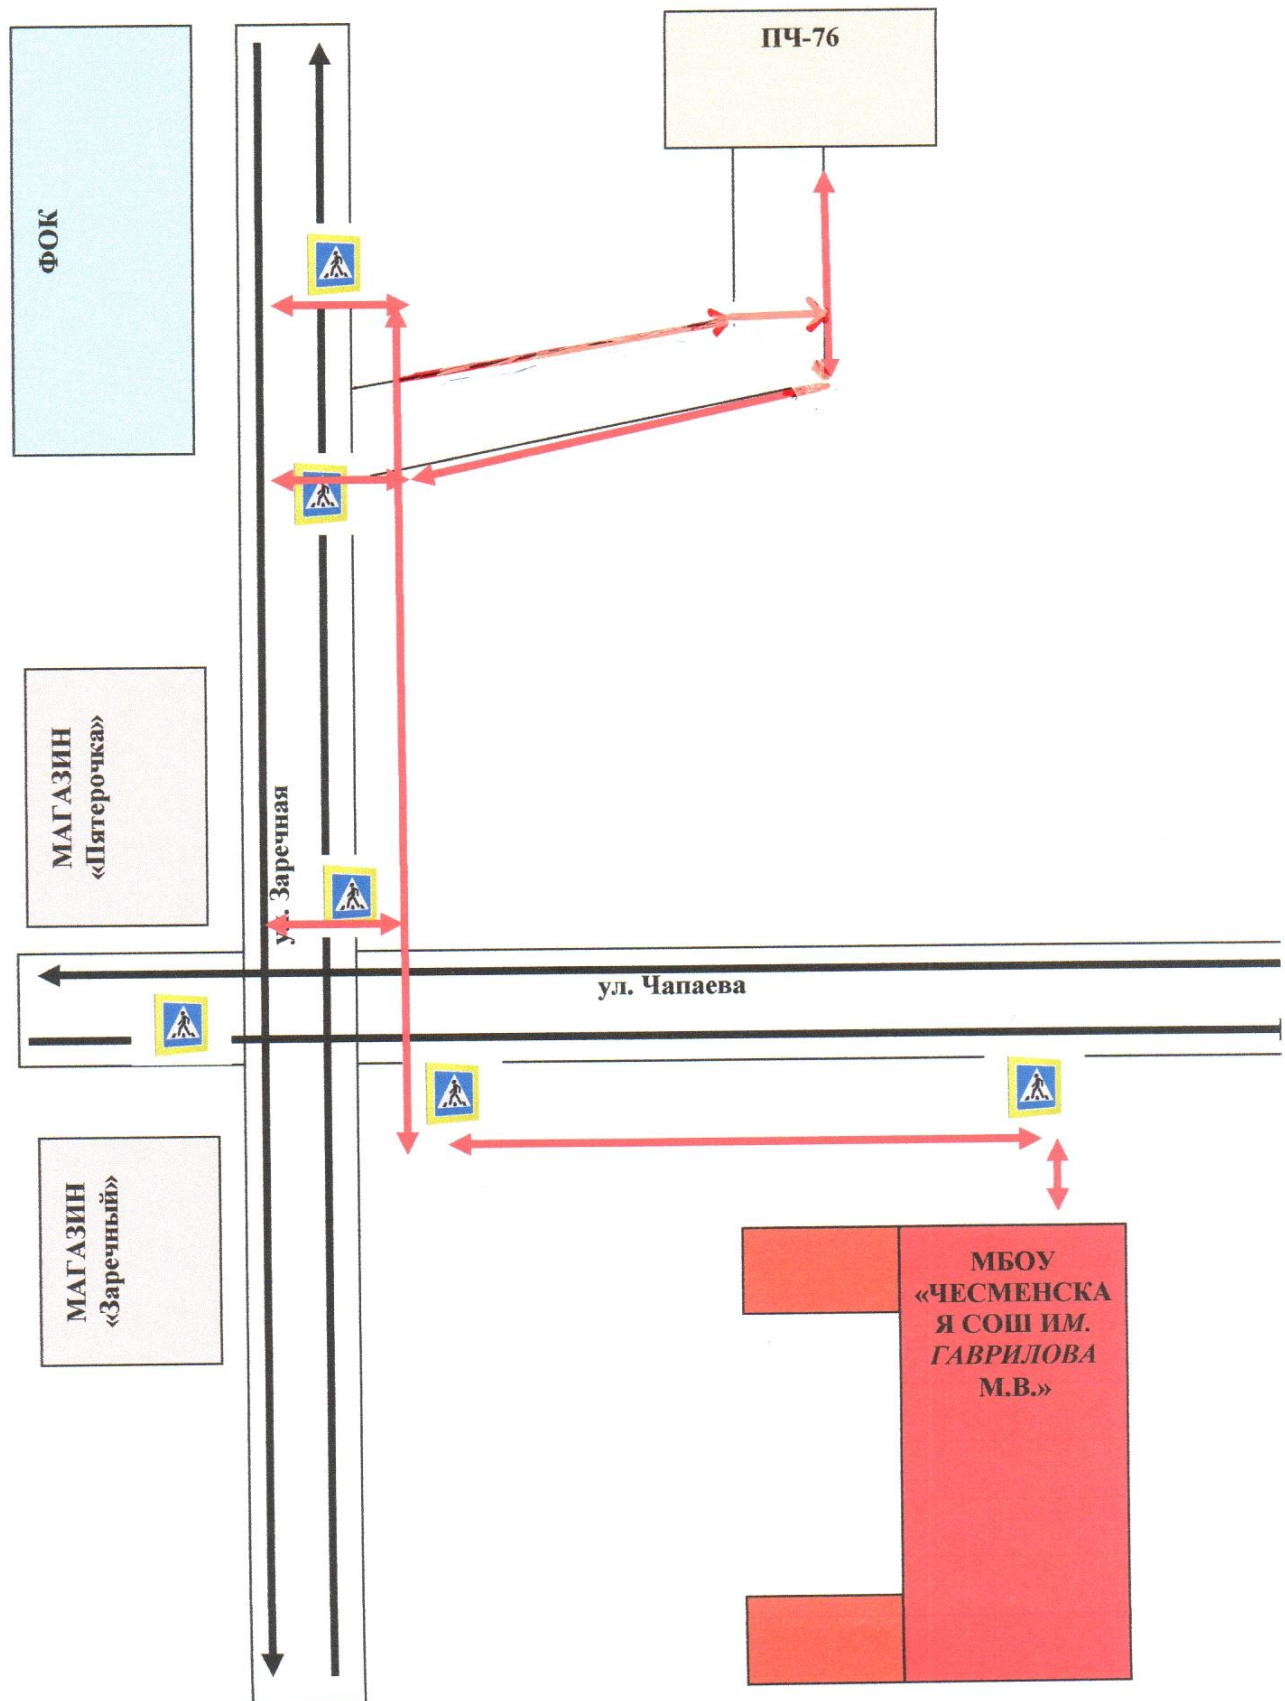 ПЧ-76
ФОК
МАГАЗИН
«Пятерочка»
ул. Заречная
ул. Чапаева
МАГАЗИН
«Заречный»
МБОУ
«ЧЕСМЕНСКА
Я СОШ ИМ.
ГАВРИЛОВА
М.В.»